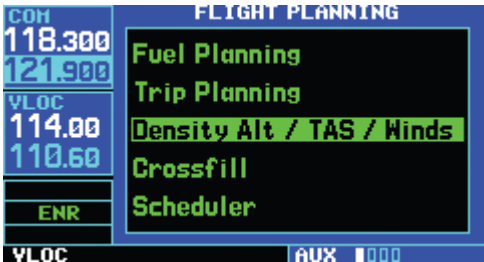 COM
118.300
121.900
VLOC
114.00
110.60
ENR
VLOC
FLIGHT PLANNING
Fuel Planning
Trip Planning
Density Alt / TAS / Winds
Crossfill
Scheduler
AUX